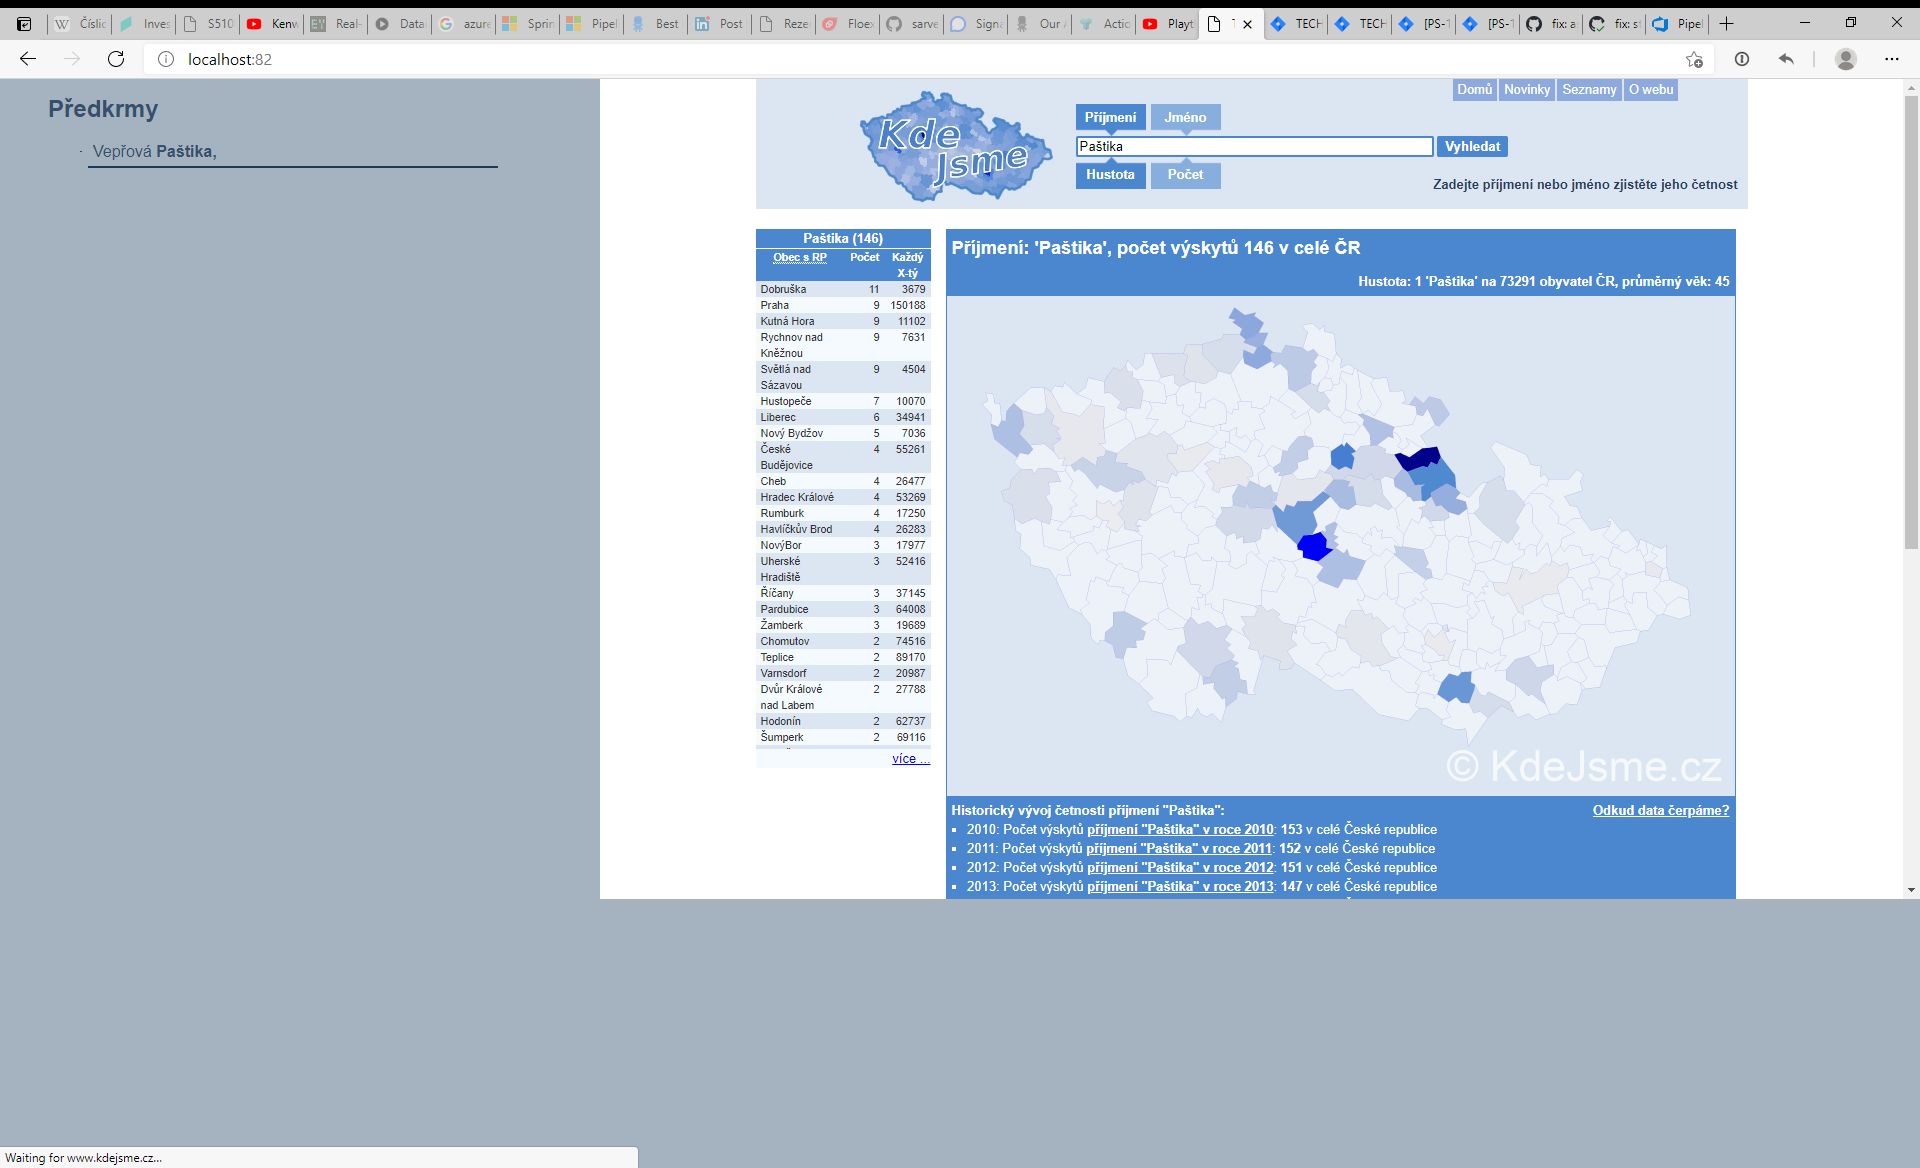 Číslic
Inves
S510
Kenw
Real-
Data
azure
Sprin
Pipel
Best
Post
Reze
Floex
sarve
Signa
Our A
Actio
Playt
TECH
TECH
[PS-1
[PS-1
fix: a
fix: s
Pipel
localhost:82
Předkrmy
· Vepřová Paštika,
Domů Novinky Seznamy O webu
Kde
Jsme
Příjmení Jméno
Paštika Vyhledat
Hustota Počet
Zadejte příjmení nebo jméno zjistěte jeho četnost
Paštika (146)
Obec s RP Počet Každý
X-tý
Dobruška 11 3679
Praha 9 150188
Kutná Hora 9 11102
Rychnov nad 9 7631
Kněžnou
Světlá nad 9 4504
Sázavou
Hustopeče 7 10070
Liberec 6 34941
Nový Bydžov 5 7036
České 4 55261
Budějovice
Cheb 4 26477
Hradec Králové 4 53269
Rumburk 4 17250
Havlíčkův Brod 4 26283
NovýBor 3 17977
Uherské 3 52416
Hradiště
Říčany 3 37145
Pardubice 3 64008
Žamberk 3 19689
Chomutov 2 74516
Teplice 2 89170
Varnsdorf 2 20987
Dvůr Králové 2 27788
nad Labem
Hodonín 2 62737
Šumperk 2 69116
více ...
Příjmení: 'Paštika', počet výskytů 146 v celé ČR
Hustota: 1 'Paštika' na 73291 obyvatel ČR, průměrný věk: 45
© KdeJsme.cz
Historický vývoj četnosti příjmení "Paštika": Odkud data čerpáme?
2010: Počet výskytů příjmení "Paštika" v roce 2010: 153 v celé České republice
2011: Počet výskytů příjmení "Paštika" v roce 2011: 152 v celé České republice
2012: Počet výskytů příjmení "Paštika" v roce 2012: 151 v celé České republice
2013: Počet výskytů příjmení "Paštika" v roce 2013: 147 v celé České republice
Waiting for www.kdejsme.cz...